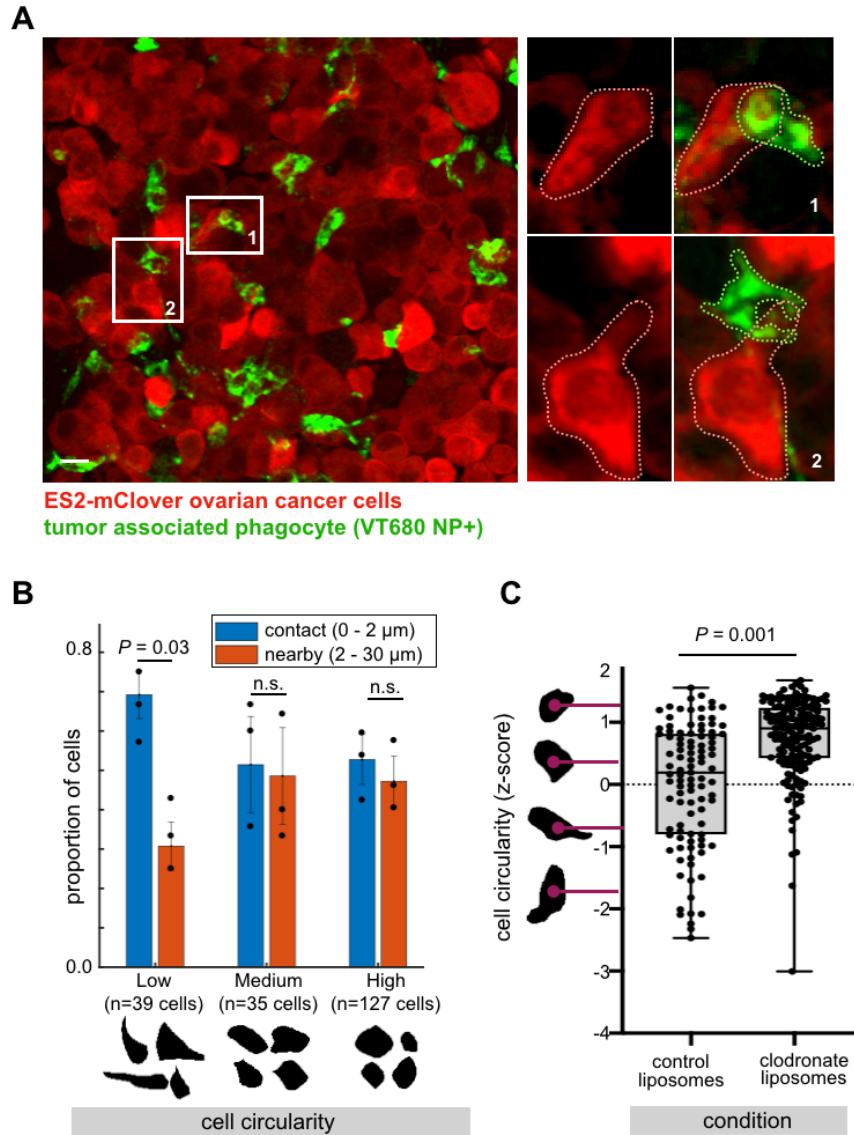 A
1
2
1
2
ES2-mClover ovarian cancer cells
tumor associated phagocyte (VT680 NP+)
B
contact (0 - 2 µm)
nearby (2 - 30 µm)
0.8
P = 0.03
n.s.
n.s.
proportion of cells
0.0
Low
(n=39 cells)
Medium
(n=35 cells)
High
(n=127 cells)
cell circularity
C
P = 0.001
2
1
0
-1
-2
-3
-4
cell circularity (z-score)
control
liposomes
clodronate
liposomes
condition